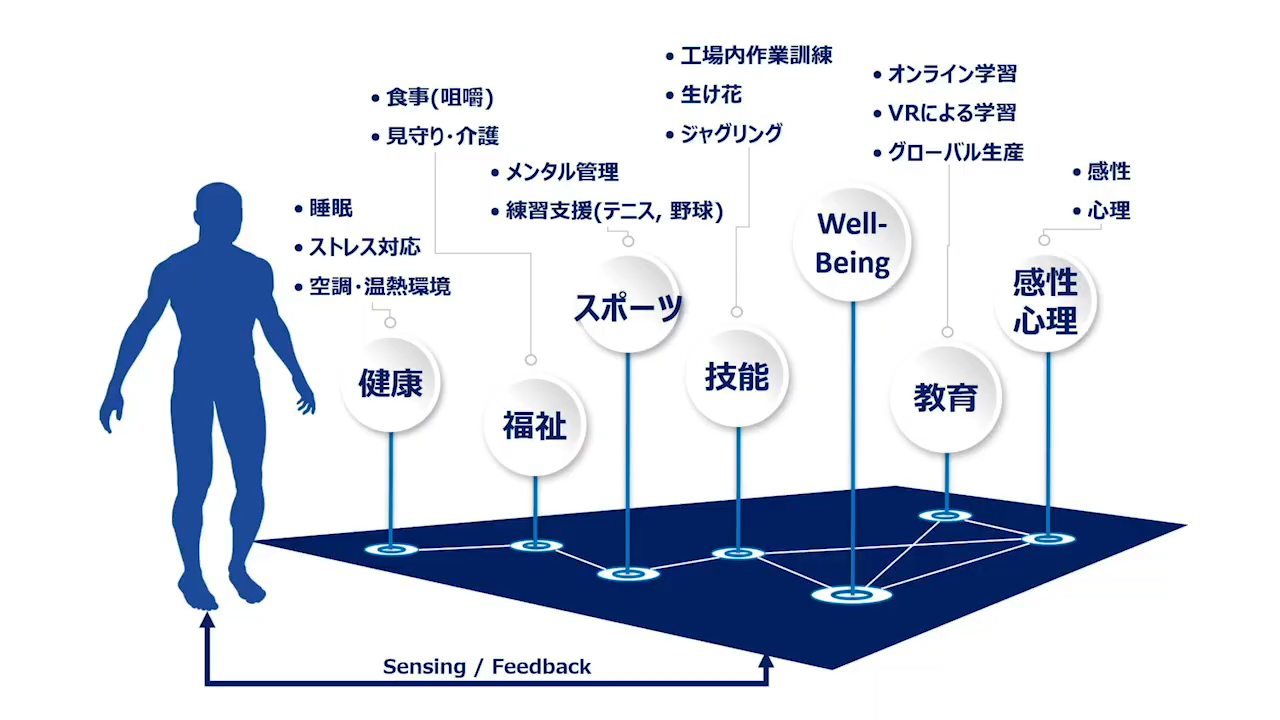 • 睡眠
• ストレス対応
• 空調・温熱環境
健康
• 食事(咀嚼)
• 見守り・介護
福祉
• メンタル管理
• 練習支援(テニス, 野球)
スポーツ
• 工場内作業訓練
• 生け花
• ジャグリング
技能
Well-
Being
• オンライン学習
• VRによる学習
• グローバル生産
教育
• 感性
• 心理
感性
心理
Sensing / Feedback